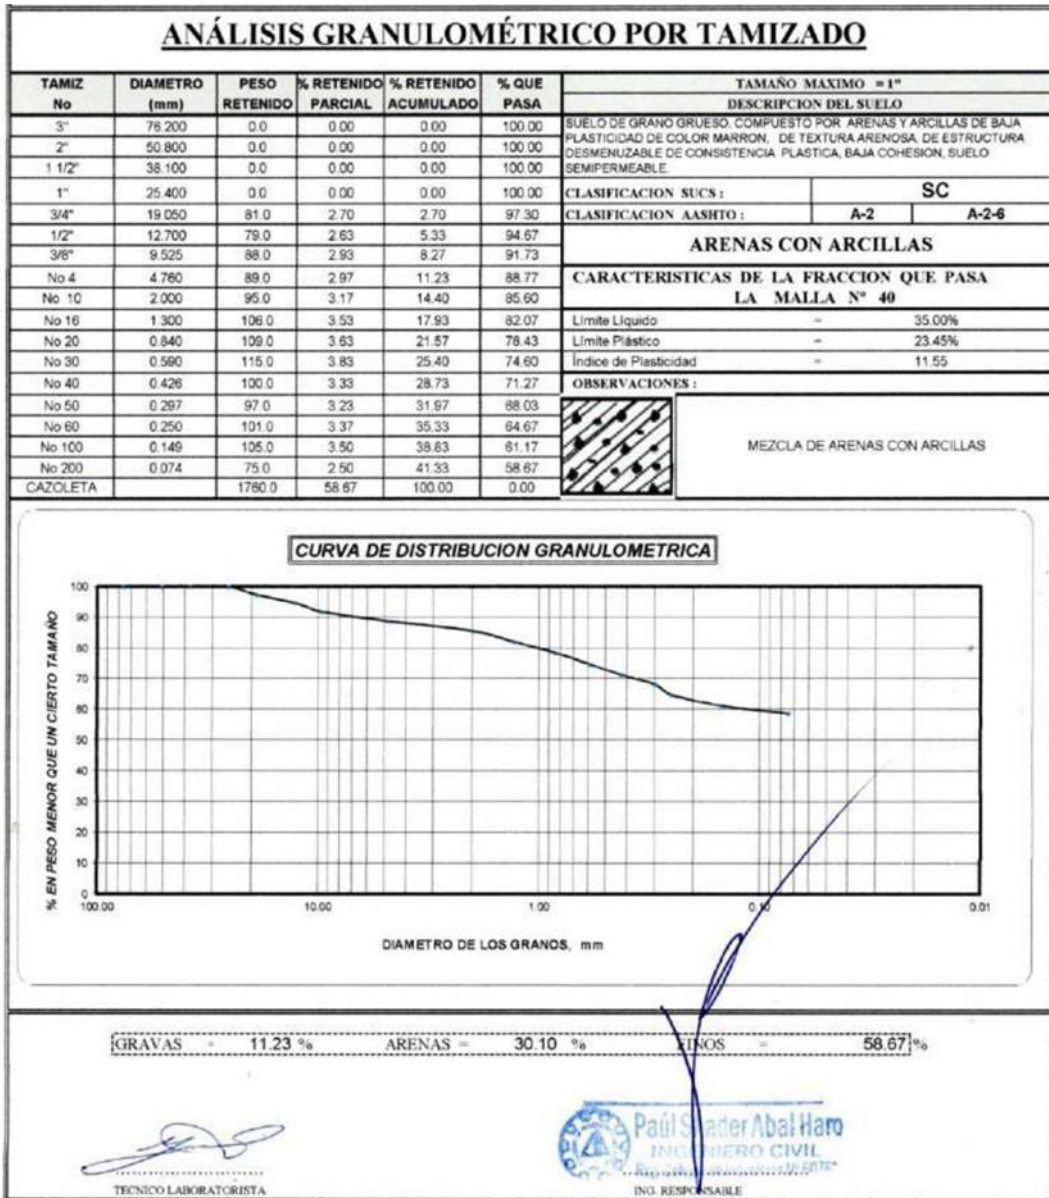 ANÁLISIS GRANULOMÉTRICO POR TAMIZADO
TAMIZ No DIAMETRO (mm) PESO RETENIDO % RETENIDO PARCIAL % RETENIDO ACUMULADO % QUE PASA
3" 76.200 0.0 0.00 0.00 100.00
2" 50.800 0.0 0.00 0.00 100.00
1 1/2" 38.100 0.0 0.00 0.00 100.00
1" 25.400 0.0 0.00 0.00 100.00
3/4" 19.050 81.0 2.70 2.70 97.30
1/2" 12.700 79.0 2.63 5.33 94.67
3/8" 9.525 88.0 2.93 8.27 91.73
No 4 4.760 89.0 2.97 11.23 88.77
No 10 2.000 95.0 3.17 14.40 85.60
No 16 1.300 106.0 3.53 17.93 82.07
No 20 0.840 109.0 3.63 21.57 78.43
No 30 0.590 115.0 3.83 25.40 74.60
No 40 0.426 100.0 3.33 28.73 71.27
No 50 0.297 97.0 3.23 31.97 68.03
No 60 0.250 101.0 3.37 35.33 64.67
No 100 0.149 105.0 3.50 38.83 61.17
No 200 0.074 75.0 2.50 41.33 58.67
CAZOLETA 1760.0 58.67 100.00 0.00
TAMAÑO MAXIMO = 1"
DESCRIPCION DEL SUELO
SUELO DE GRANO GRUESO. COMPUESTO POR ARENAS Y ARCILLAS DE BAJA
PLASTICIDAD DE COLOR MARRON, DE TEXTURA ARENOSA, DE ESTRUCTURA
DESMENUZABLE DE CONSISTENCIA PLASTICA, BAJA COHESION, SUELO
SEMIPERMEABLE.
CLASIFICACION SUCS : SC
CLASIFICACION AASHTO : A-2 A-2-6
ARENAS CON ARCILLAS
CARACTERISTICAS DE LA FRACCION QUE PASA
LA MALLA Nº 40
Límite Líquido = 35.00%
Límite Plástico = 23.45%
Índice de Plasticidad = 11.55
OBSERVACIONES :
MEZCLA DE ARENAS CON ARCILLAS
CURVA DE DISTRIBUCION GRANULOMETRICA
% EN PESO MENOR QUE UN CIERTO TAMAÑO
100
90
80
70
60
50
40
30
20
10
0
100.00 10.00 1.00 0.10 0.01
DIAMETRO DE LOS GRANOS, mm
GRAVAS = 11.23 % ARENAS = 30.10 % FINOS = 58.67 %
Abal Haro
INGENIERO CIVIL
TECNICO LABORATORISTA
ING. RESPONSABLE